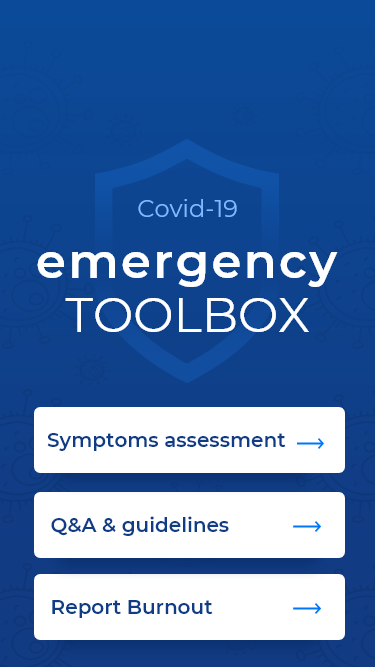 Covid-19
emergency
TOOLBOX
Symptoms assessment
Q&A & guidelines
Report Burnout